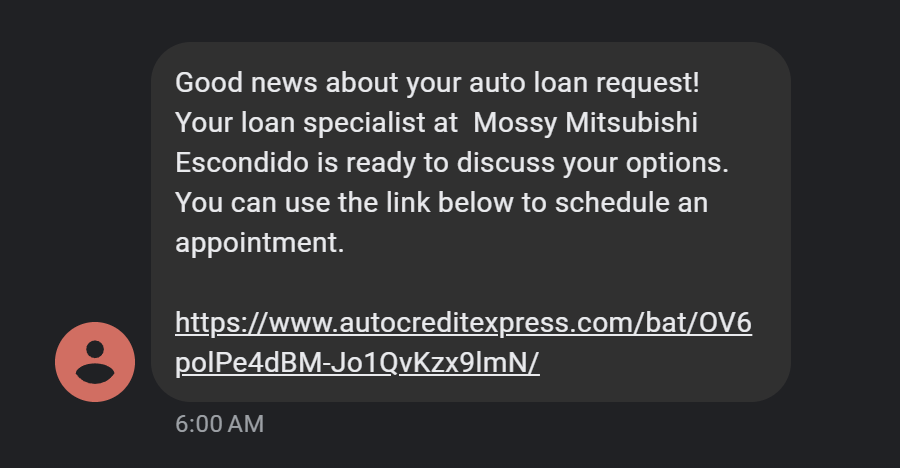 Good news about your auto loan request!
Your loan specialist at  Mossy Mitsubishi
Escondido is ready to discuss your options.
You can use the link below to schedule an
appointment.
https://www.autocreditexpress.com/bat/OV6
polPe4dBM-Jo1QvKzx9lmN/
6:00 AM